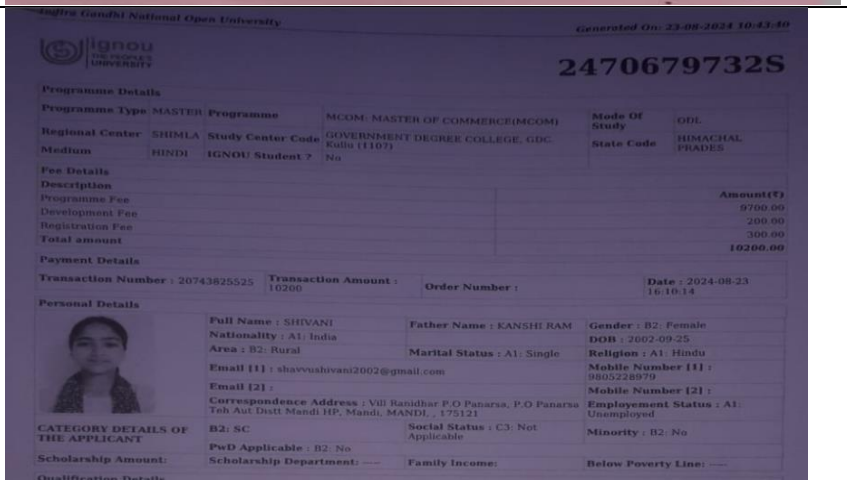 Indira Gandhi National Open University
Generated On: 23-08-2024 10:43:40
ignou
THE PEOPLE'S
UNIVERSITY
2470679732S
Programme Details
Programme Type MASTER Programme MCOM- MASTER OF COMMERCE(MCOM) Mode Of Study ODL
Regional Center SHIMLA Study Center Code GOVERNMENT DEGREE COLLEGE, GDC Kullu (1107) State Code HIMACHAL PRADES
Medium HINDI IGNOU Student ? No
Fee Details
Description Amount(₹)
Programme Fee 9700.00
Development Fee 200.00
Registration Fee 300.00
Total amount 10200.00
Payment Details
Transaction Number : 20743825525 Transaction Amount : 10200 Order Number : Date : 2024-08-23 16:10:14
Personal Details
Full Name : SHIVANI Father Name : KANSHI RAM Gender : B2: Female
Nationality : A1: India DOB : 2002-09-25
Area : B2: Rural Marital Status : A1: Single Religion : A1: Hindu
Email [1] : shavvushivani2002@gmail.com Mobile Number [1] : 9805228979
Email [2] : Mobile Number [2] :
Correspondence Address : Vill Ranidhar P.O Panarsa, P.O Panarsa Teh Aut Distt Mandi HP, Mandi, MANDI, , 175121 Employement Status : A1: Unemployed
CATEGORY DETAILS OF THE APPLICANT B2: SC Social Status : C3: Not Applicable Minority : B2: No
PwD Applicable : B2: No
Scholarship Amount: Scholarship Department: ---- Family Income: Below Poverty Line: ----
Qualification Details